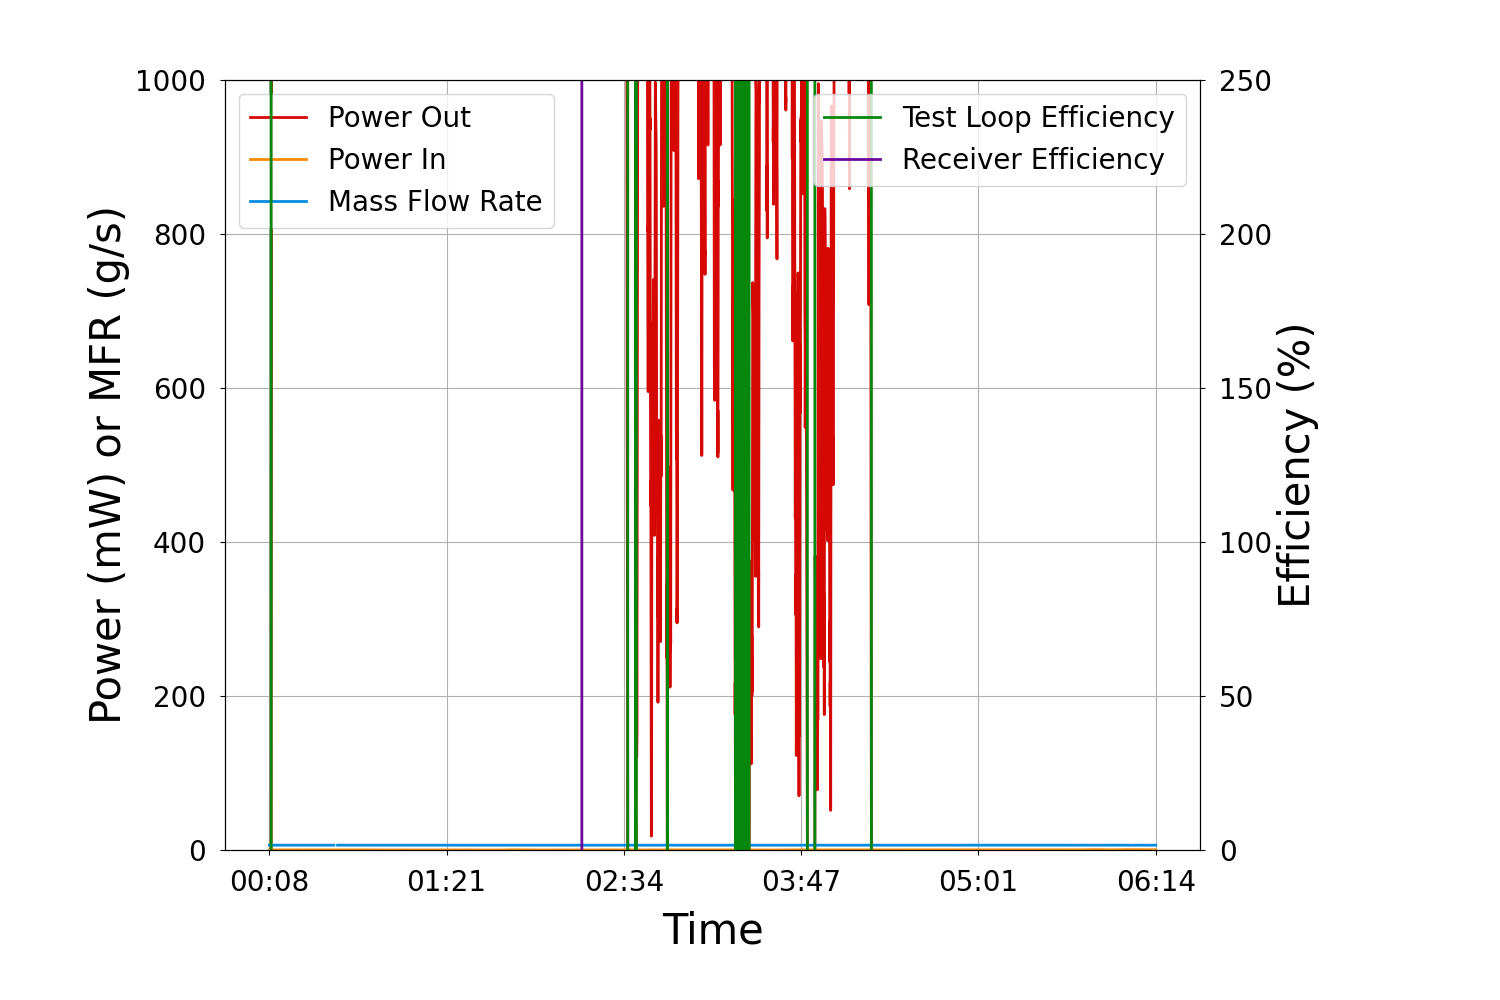 Power Out
Power In
Mass Flow Rate
Test Loop Efficiency
Receiver Efficiency
Power (mW) or MFR (g/s)
1000
800
600
400
200
0
Efficiency (%)
250
200
150
100
50
0
00:08 01:21 02:34 03:47 05:01 06:14
Time